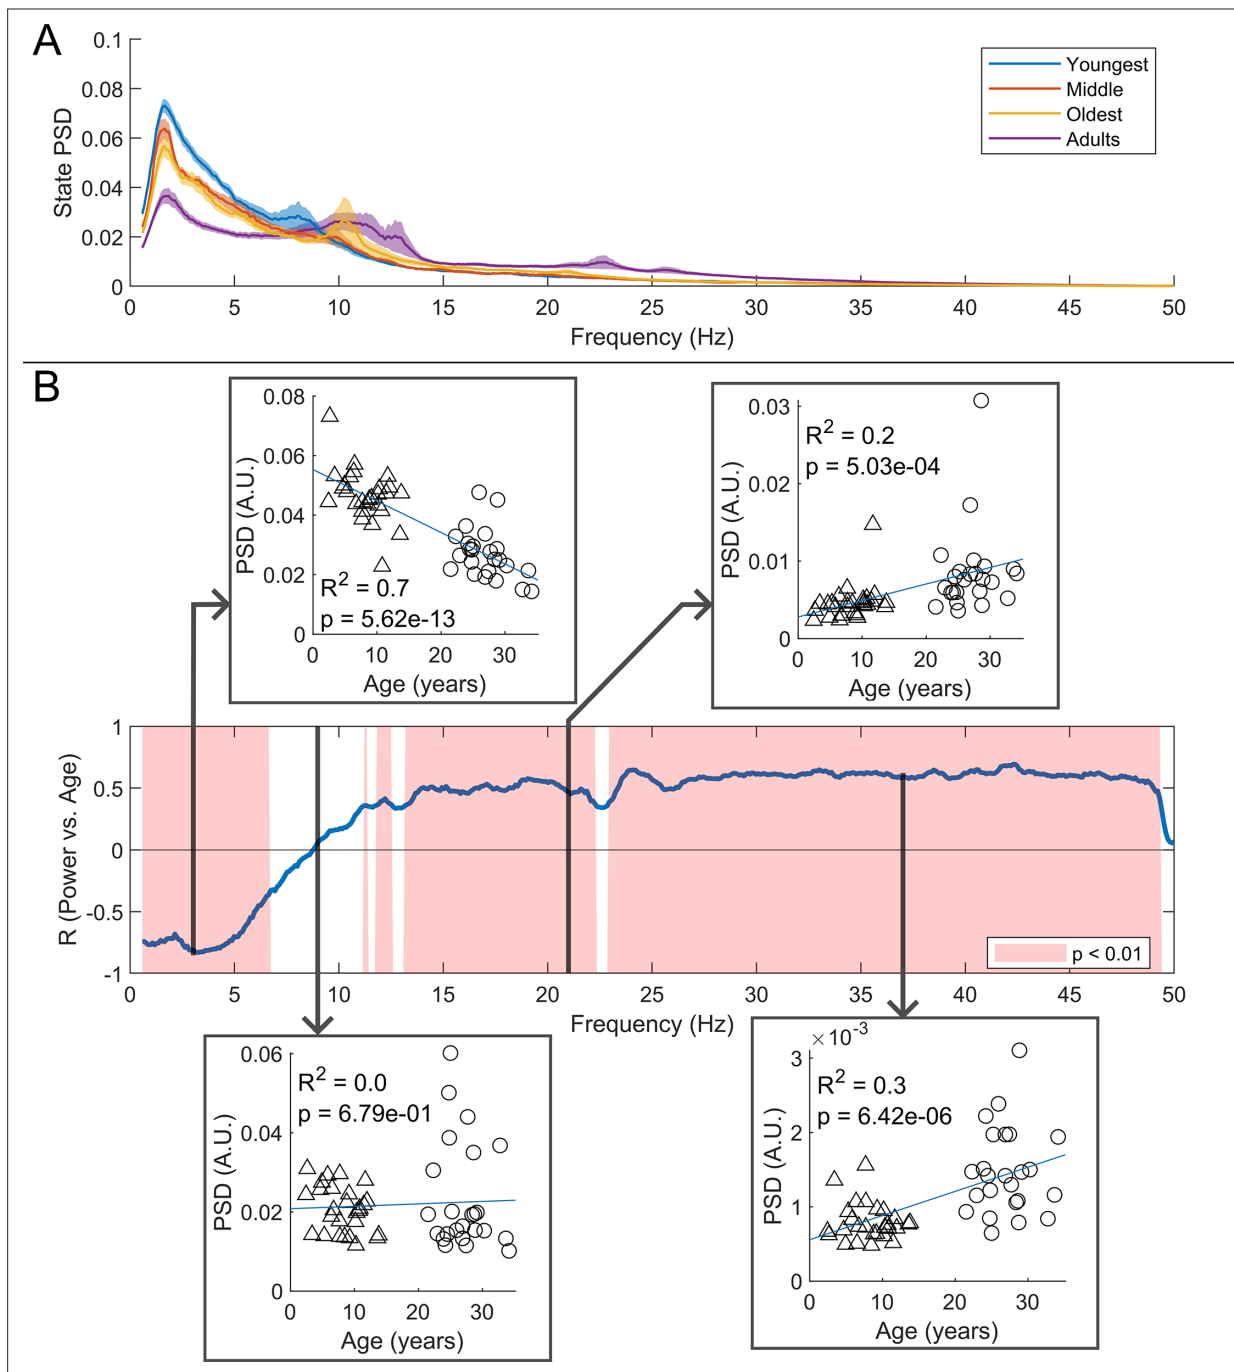 A
0.1
0.08
0.06
0.04
0.02
0
State PSD
Youngest
Middle
Oldest
Adults
0 5 10 15 20 25 30 35 40 45 50
Frequency (Hz)
B
0.08
0.06
0.04
0.02
0
PSD (A.U.)
R² = 0.7
p = 5.62e-13
0 10 20 30
Age (years)
0.03
0.02
0.01
0
PSD (A.U.)
R² = 0.2
p = 5.03e-04
0 10 20 30
Age (years)
1
0.5
0
-0.5
-1
R (Power vs. Age)
p < 0.01
0 5 10 15 20 25 30 35 40 45 50
Frequency (Hz)
0.06
0.04
0.02
0
PSD (A.U.)
R² = 0.0
p = 6.79e-01
0 10 20 30
Age (years)
×10⁻³
3
2
1
0
PSD (A.U.)
R² = 0.3
p = 6.42e-06
0 10 20 30
Age (years)